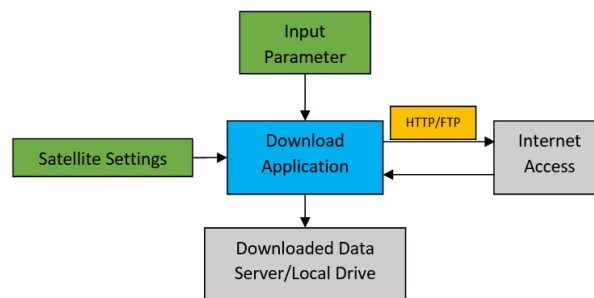 Input
Parameter
HTTP/FTP
Satellite Settings
Download
Application
Internet
Access
Downloaded Data
Server/Local Drive